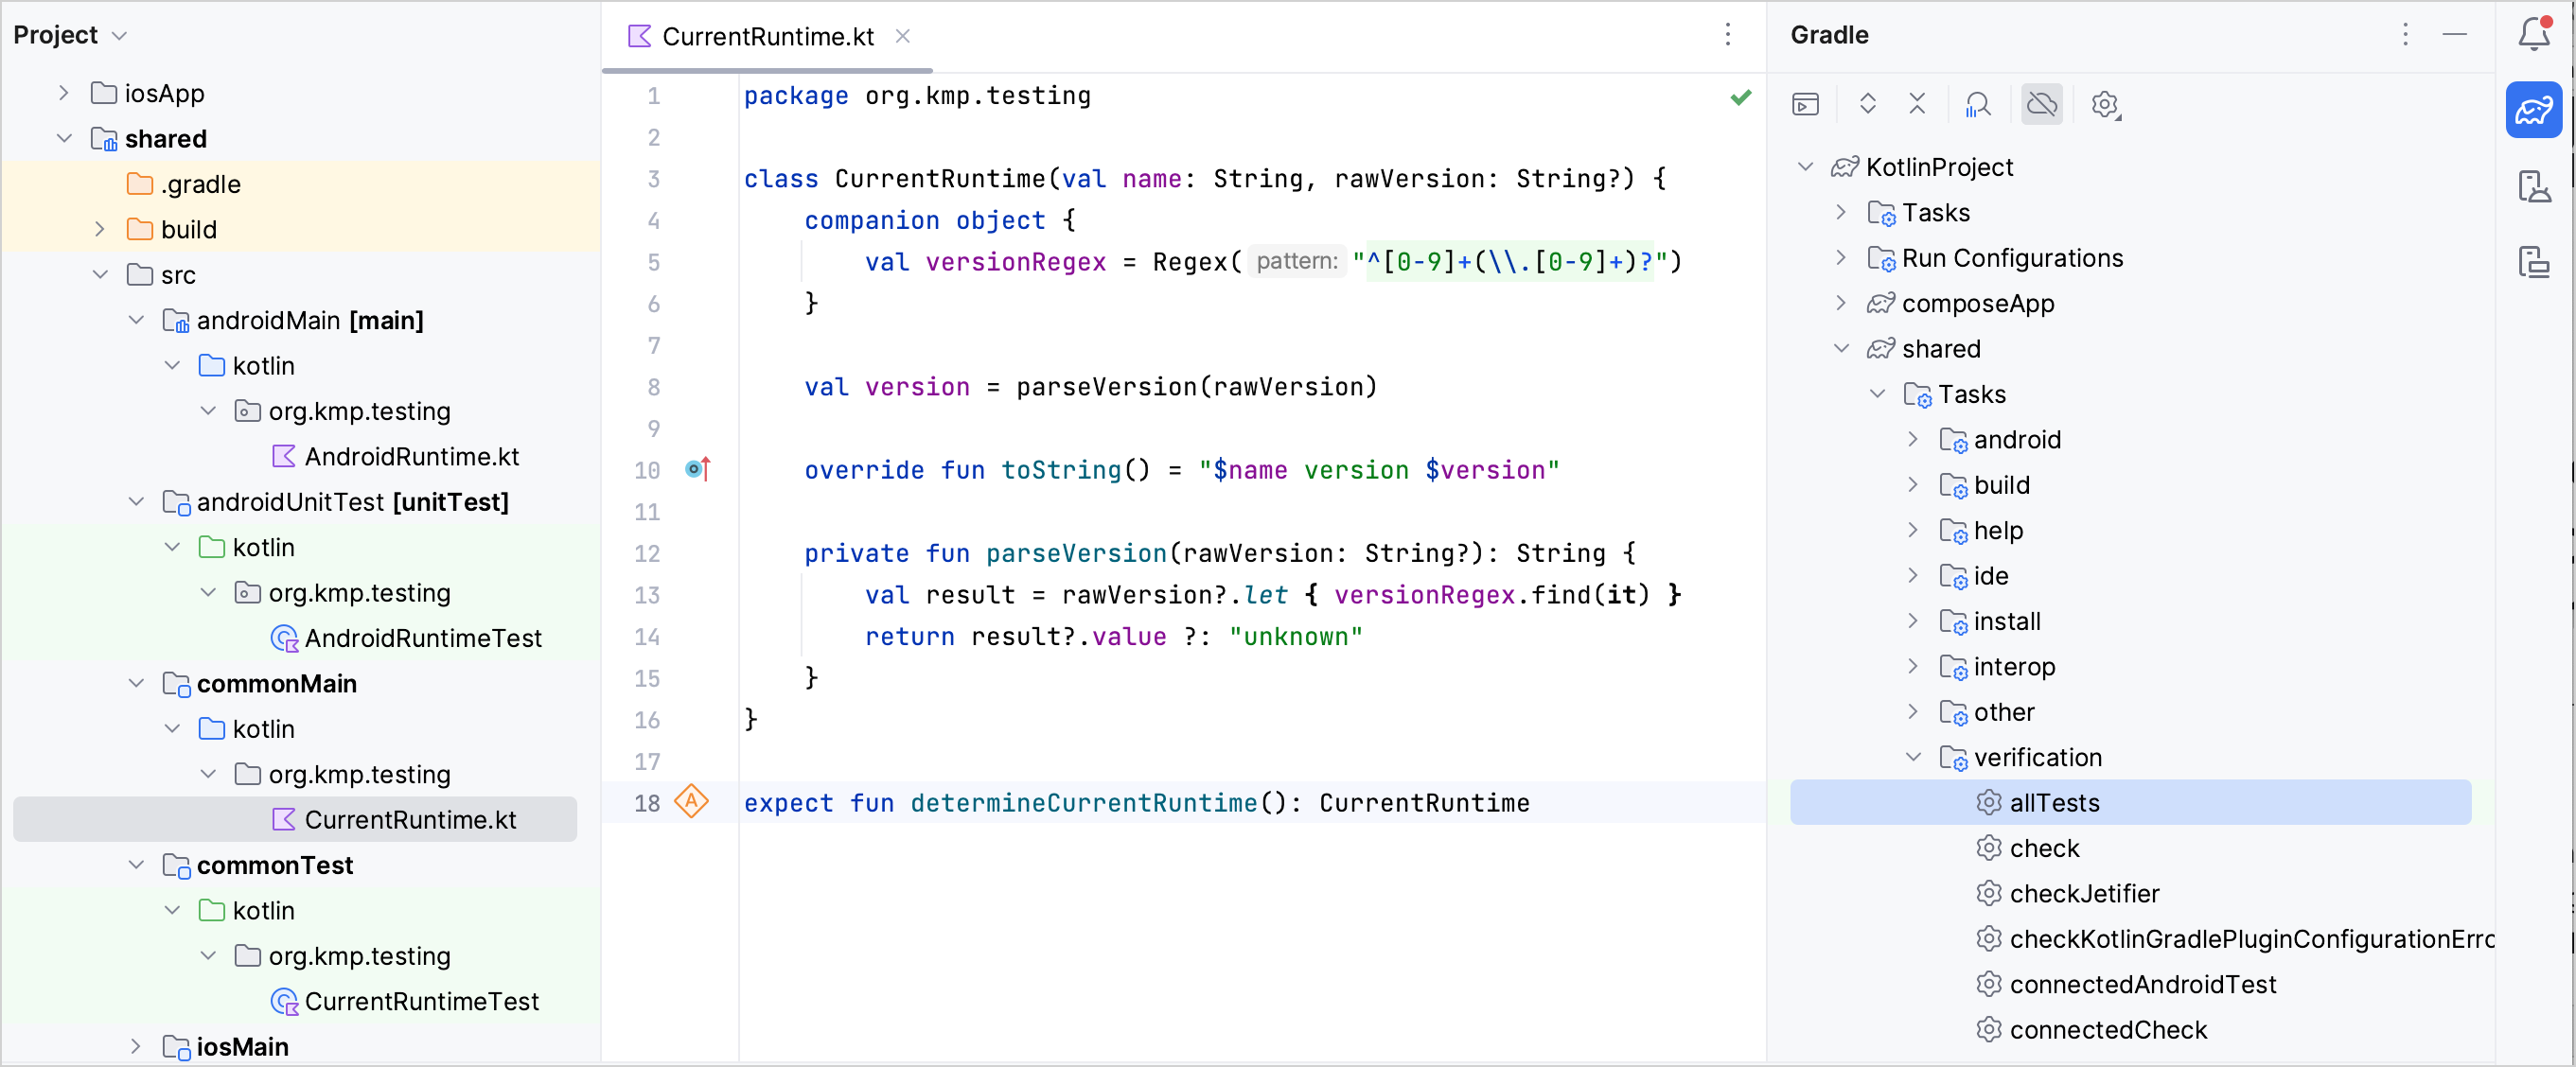 Project
iosApp
shared
.gradle
build
src
androidMain [main]
kotlin
org.kmp.testing
AndroidRuntime.kt
androidUnitTest [unitTest]
kotlin
org.kmp.testing
AndroidRuntimeTest
commonMain
kotlin
org.kmp.testing
CurrentRuntime.kt
commonTest
kotlin
org.kmp.testing
CurrentRuntimeTest
iosMain
CurrentRuntime.kt
1 package org.kmp.testing
2
3 class CurrentRuntime(val name: String, rawVersion: String?) {
4 companion object {
5 val versionRegex = Regex( pattern: "^[0-9]+(\\.[0-9]+)?")
6 }
7
8 val version = parseVersion(rawVersion)
9
10 override fun toString() = "$name version $version"
11
12 private fun parseVersion(rawVersion: String?): String {
13 val result = rawVersion?.let { versionRegex.find(it) }
14 return result?.value ?: "unknown"
15 }
16 }
17
18 A expect fun determineCurrentRuntime(): CurrentRuntime
Gradle
KotlinProject
Tasks
Run Configurations
composeApp
shared
Tasks
android
build
help
ide
install
interop
other
verification
allTests
check
checkJetifier
checkKotlinGradlePluginConfigurationErro
connectedAndroidTest
connectedCheck